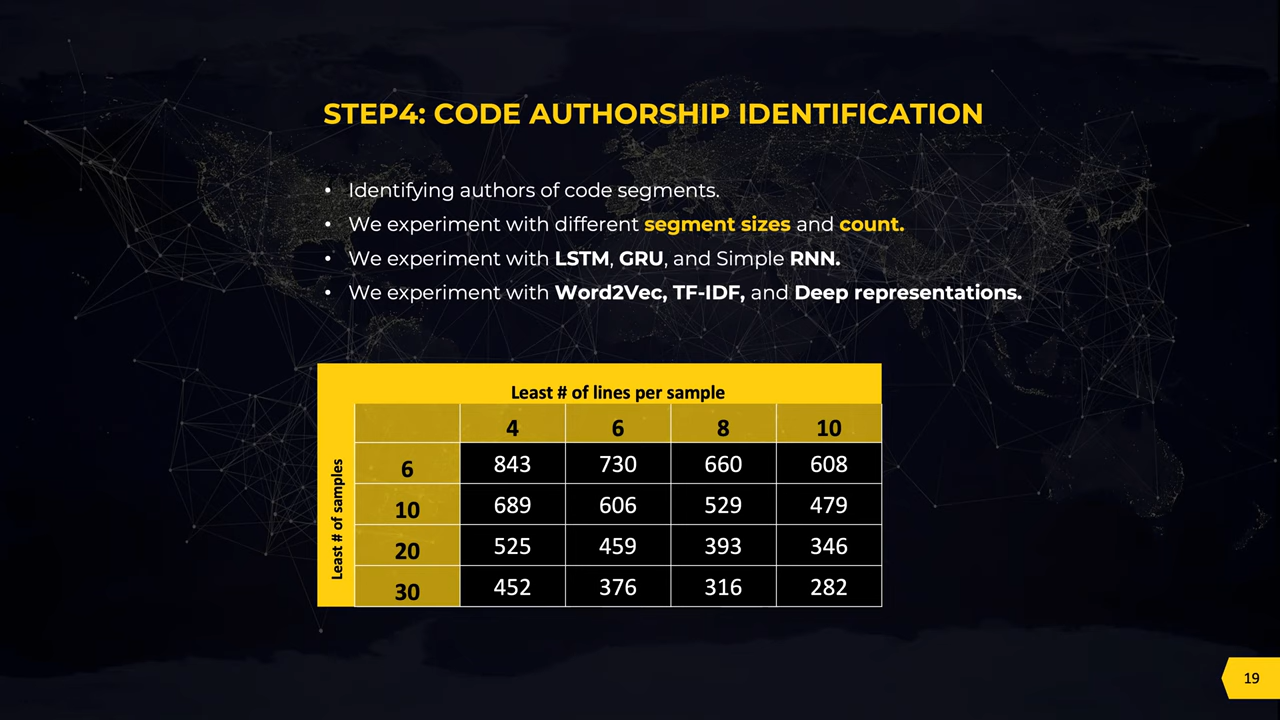 STEP4: CODE AUTHORSHIP IDENTIFICATION
• Identifying authors of code segments.
• We experiment with different segment sizes and count.
• We experiment with LSTM, GRU, and Simple RNN.
• We experiment with Word2Vec, TF-IDF, and Deep representations.
Least # of lines per sample
Least # of samples
4 6 8 10
6 843 730 660 608
10 689 606 529 479
20 525 459 393 346
30 452 376 316 282
19